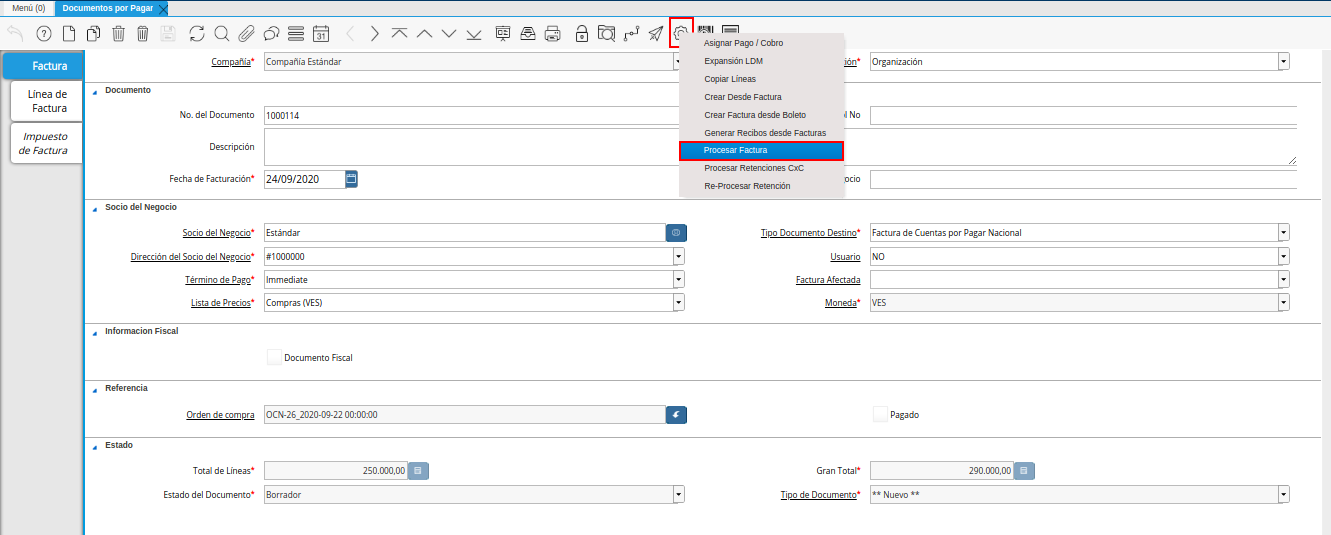 Menú (0)
Documentos por Pagar
31
Factura
Línea de
Factura
Impuesto
de Factura
Compañía*
Compañía Estándar
ión*
Organización
Asignar Pago / Cobro
Expansión LDM
Copiar Líneas
Crear Desde Factura
Crear Factura desde Boleto
Generar Recibos desde Facturas
Procesar Factura
Procesar Retenciones CxC
Re-Procesar Retención
Documento
No. del Documento
1000114
ol No
Descripción
Fecha de Facturación*
24/09/2020
ocio
Socio del Negocio
Socio del Negocio*
Estándar
Tipo Documento Destino*
Factura de Cuentas por Pagar Nacional
Dirección del Socio del Negocio*
#1000000
Usuario
NO
Término de Pago*
Immediate
Factura Afectada
Lista de Precios*
Compras (VES)
Moneda*
VES
Informacion Fiscal
Documento Fiscal
Referencia
Orden de compra
OCN-26_2020-09-22 00:00:00
Pagado
Estado
Total de Líneas*
250.000,00
Gran Total*
290.000,00
Estado del Documento*
Borrador
Tipo de Documento*
** Nuevo **